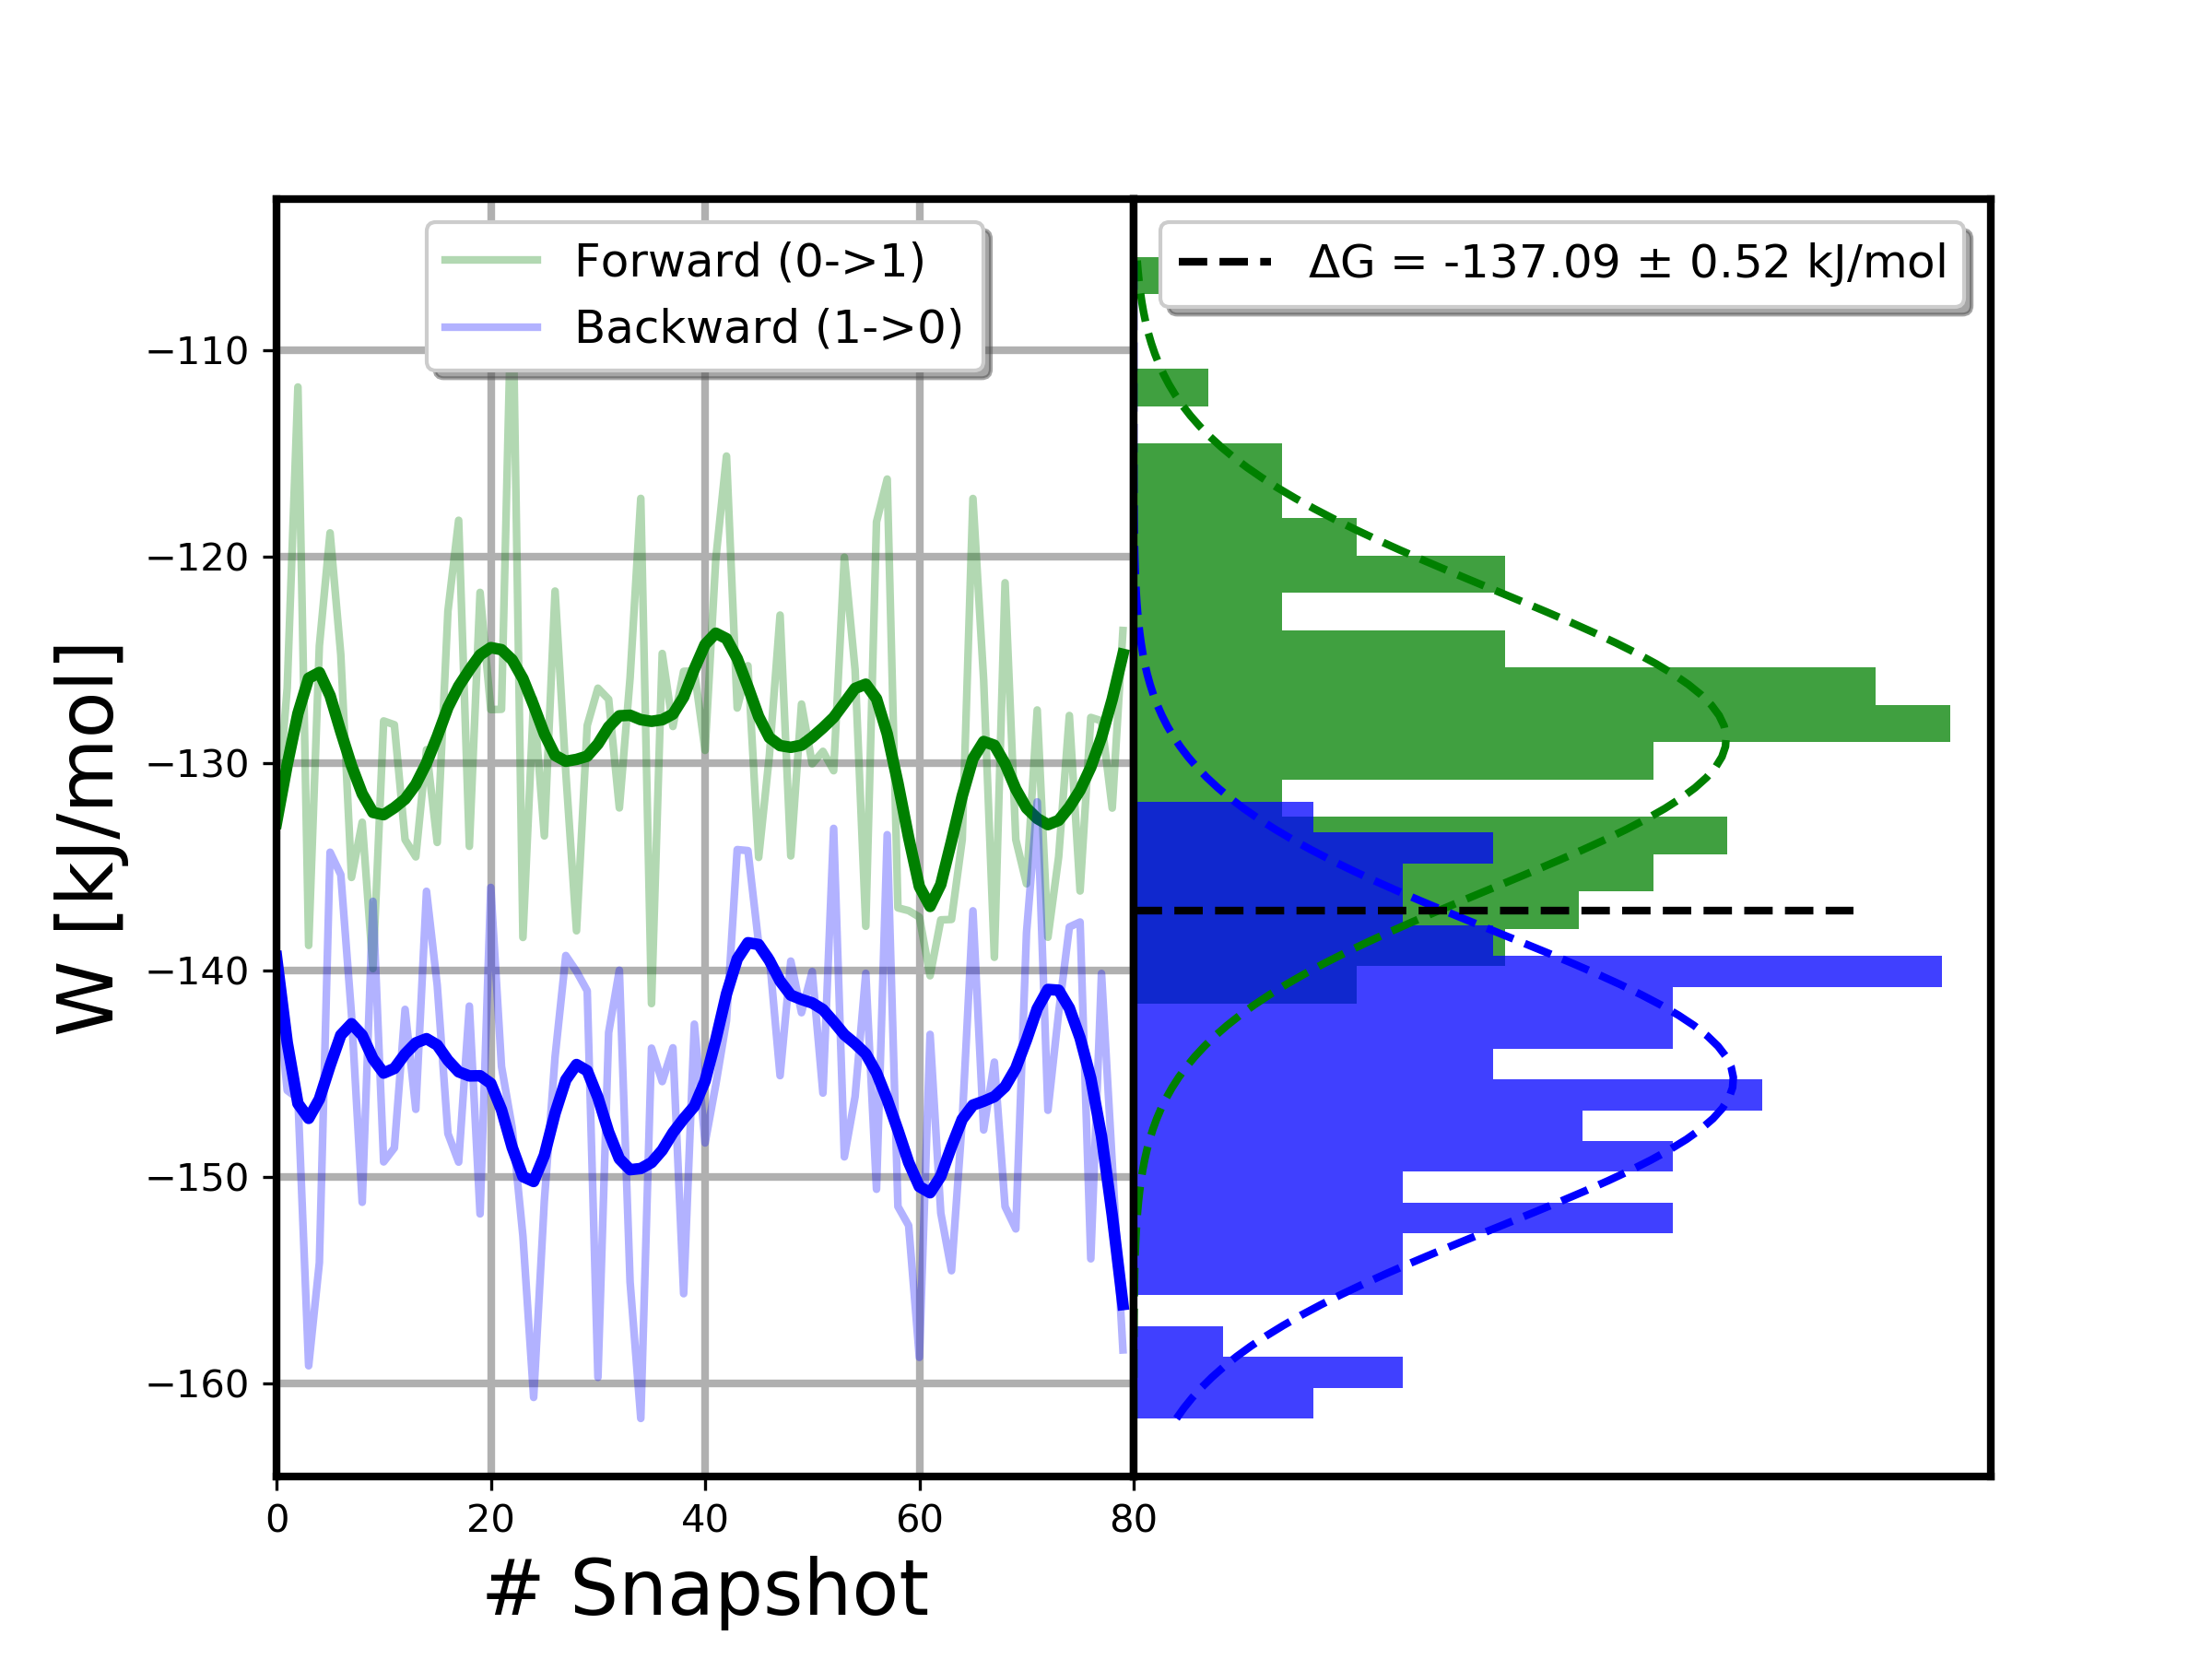 Forward (0->1)
Backward (1->0)
ΔG = -137.09 ± 0.52 kJ/mol
W [kJ/mol]
−110
−120
−130
−140
−150
−160
0 20 40 60 80
# Snapshot